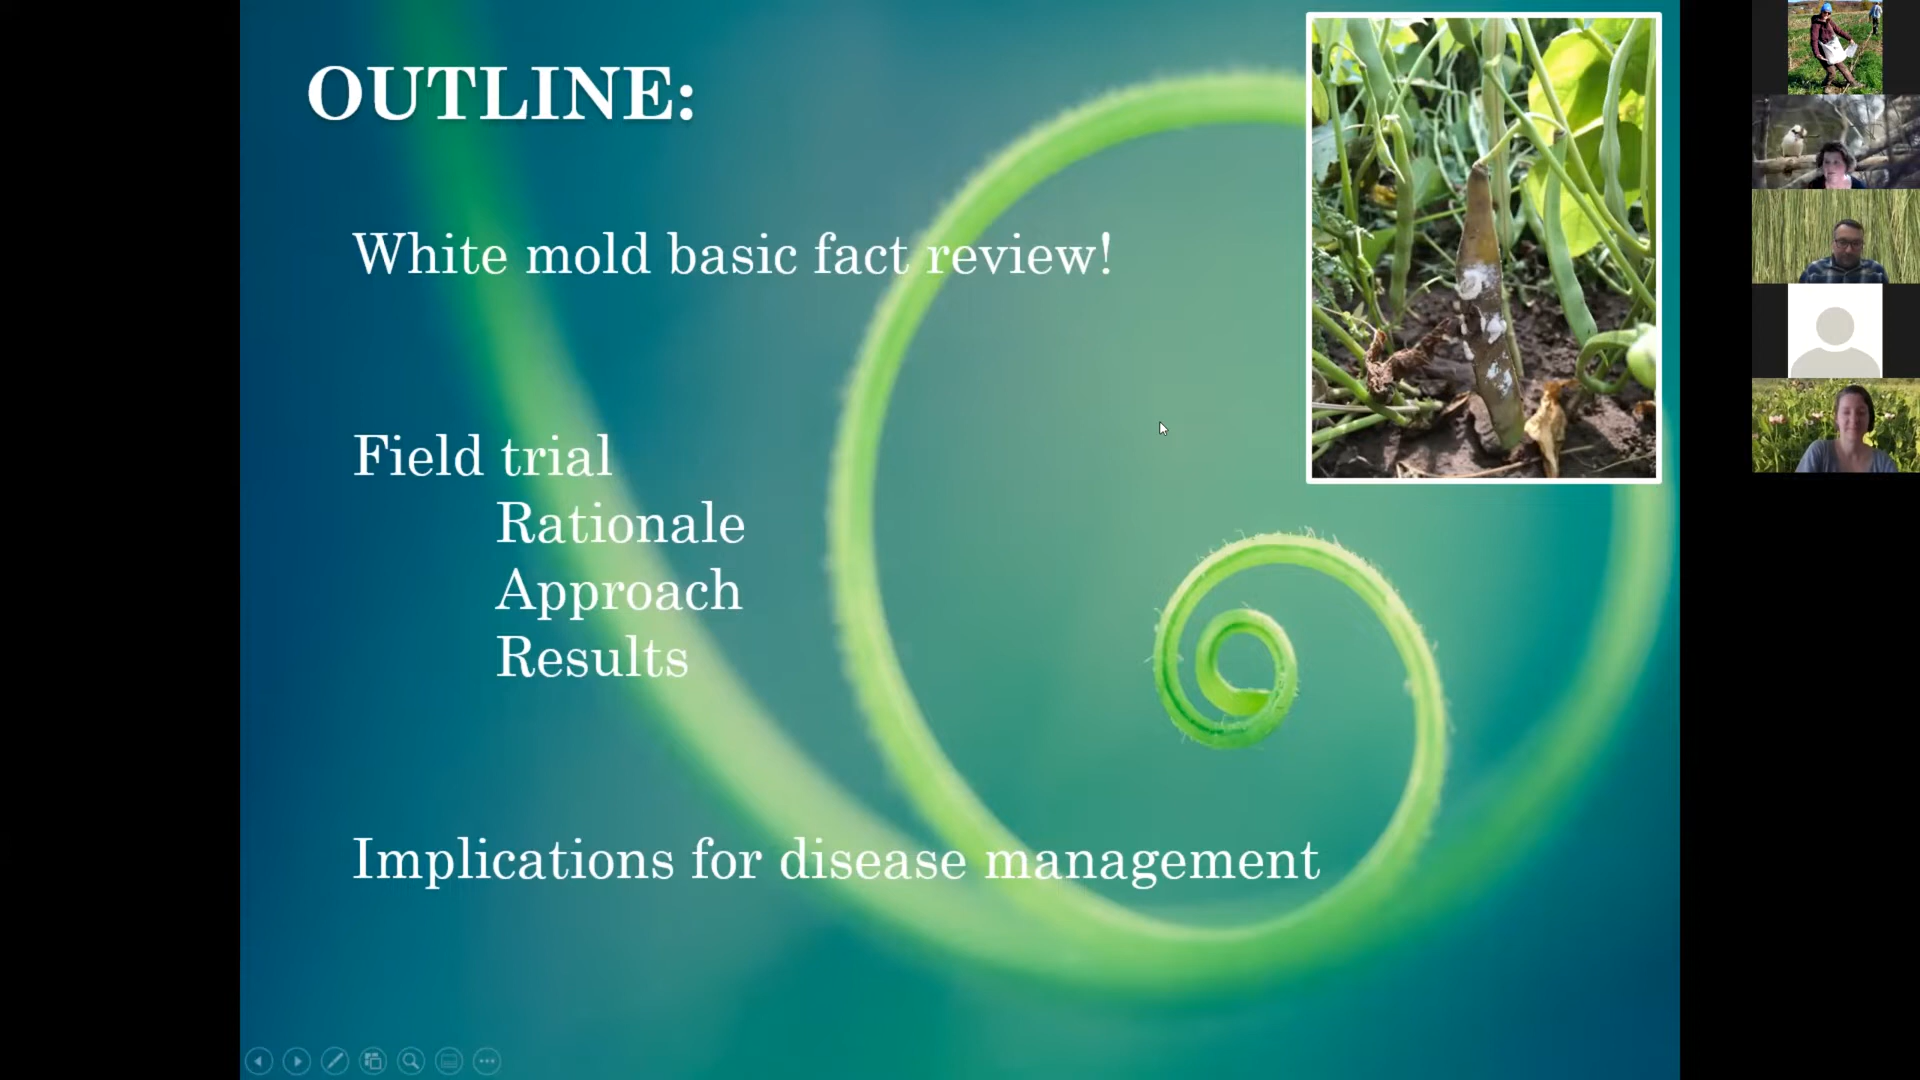 OUTLINE:
White mold basic fact review!
Field trial
Rationale
Approach
Results
Implications for disease management